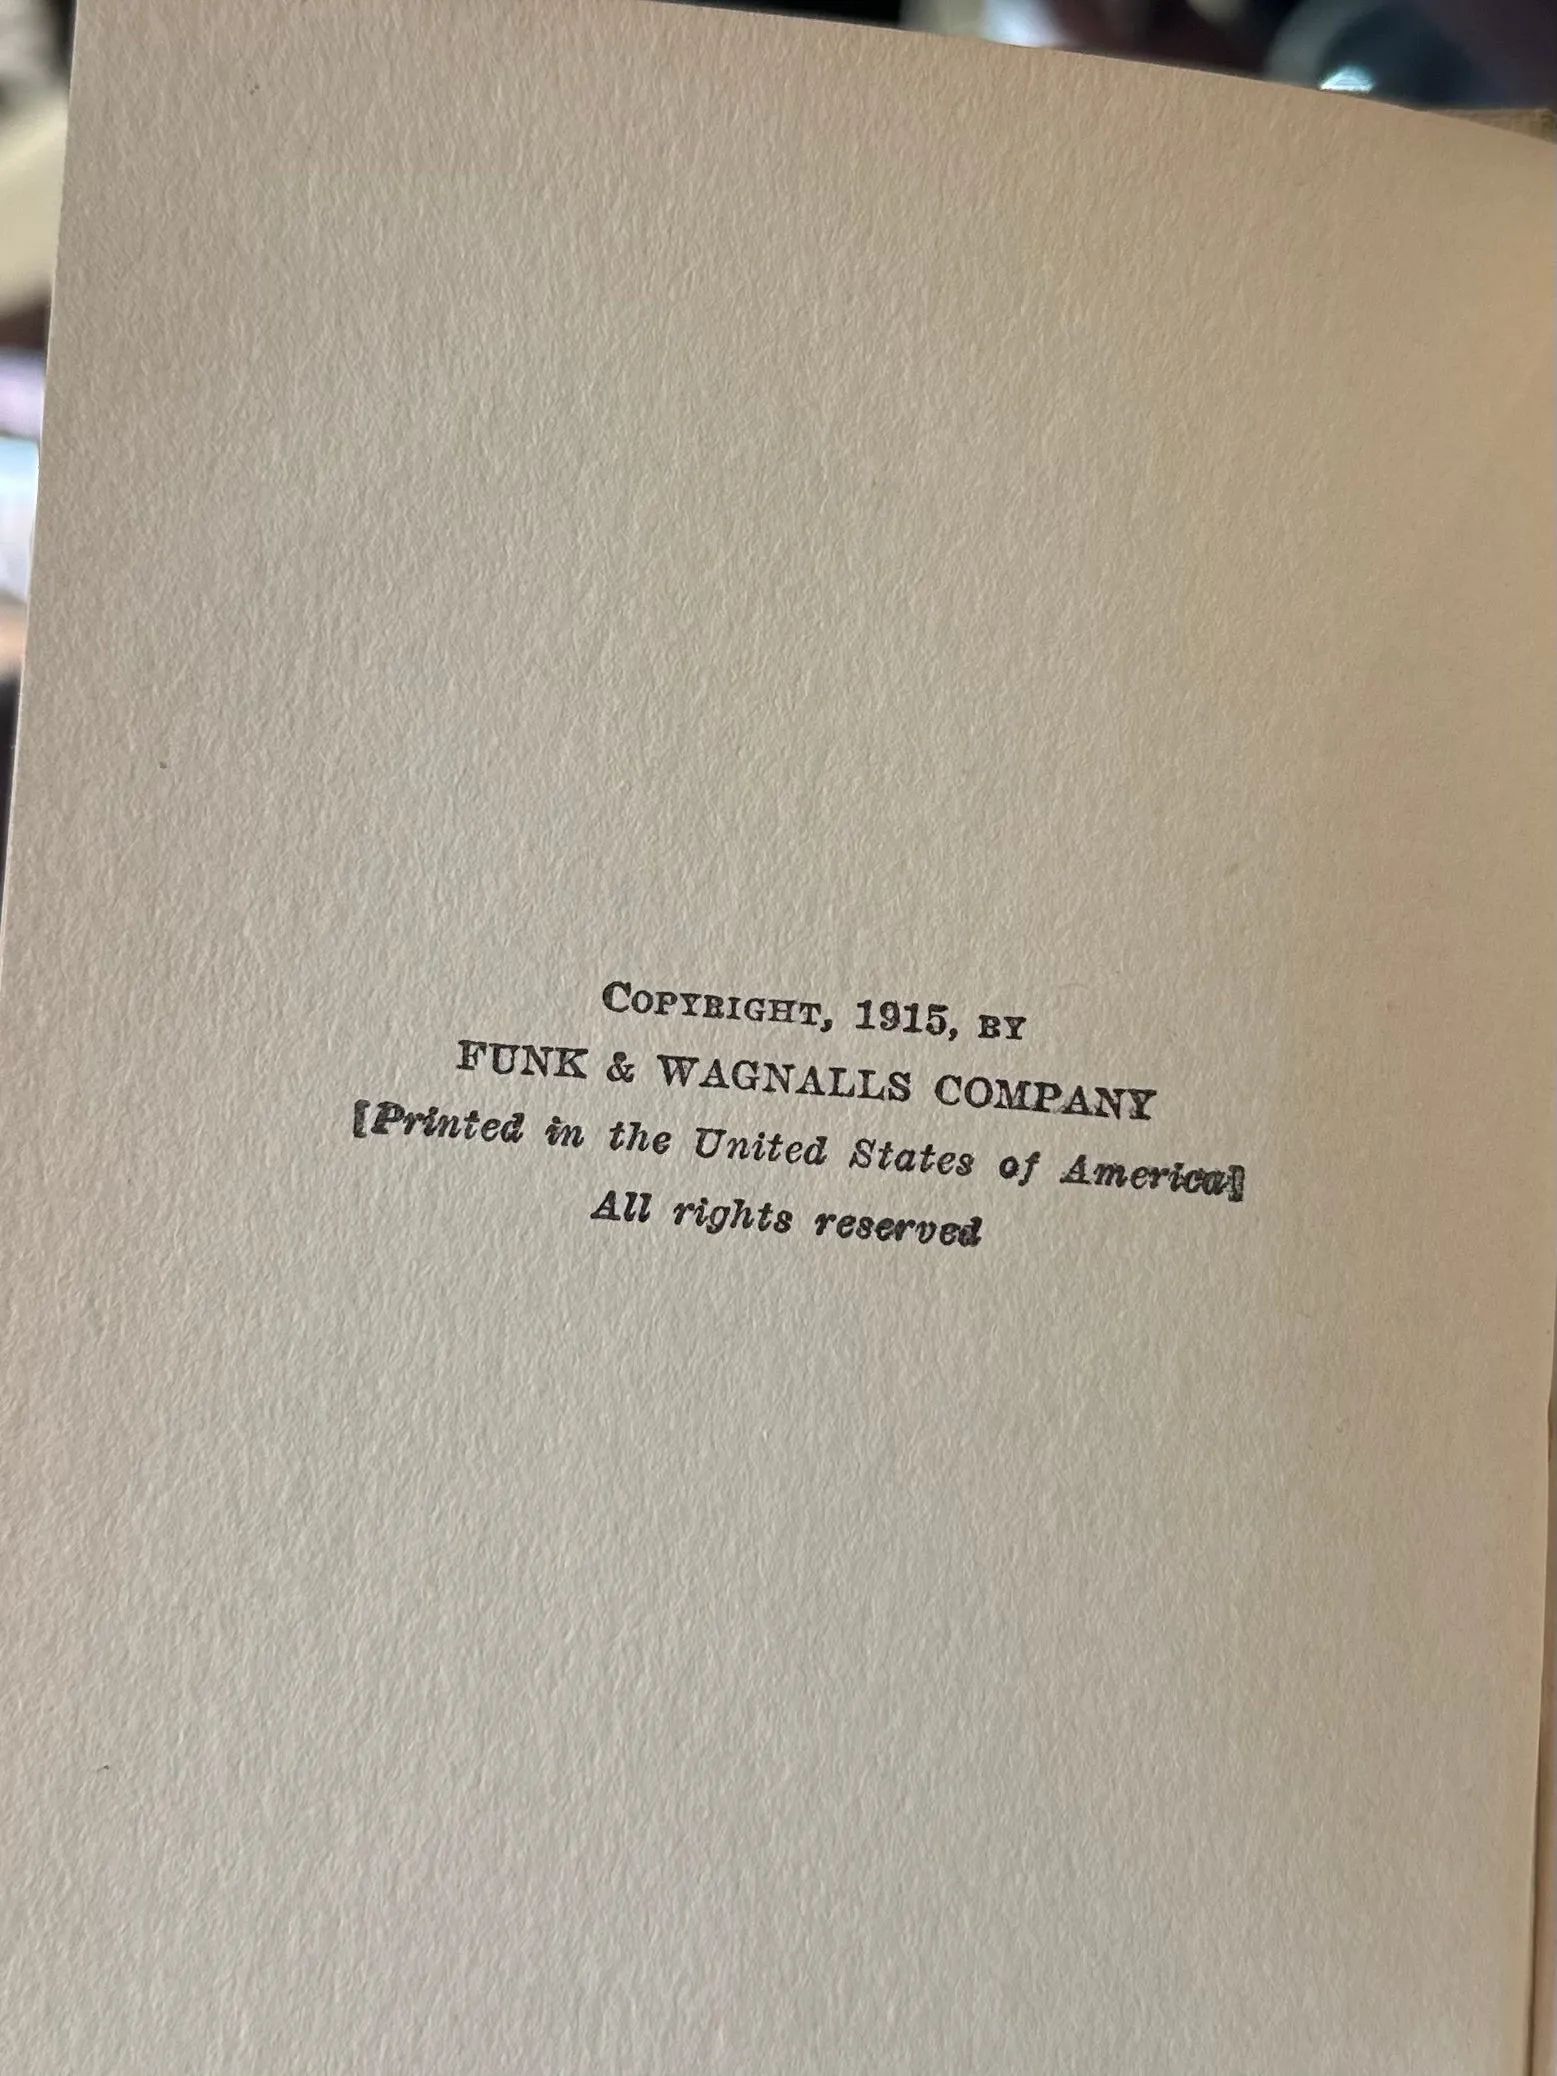 COPYRIGHT, 1915, BY
FUNK & WAGNALLS COMPANY
[Printed in the United States of America]
All rights reserved